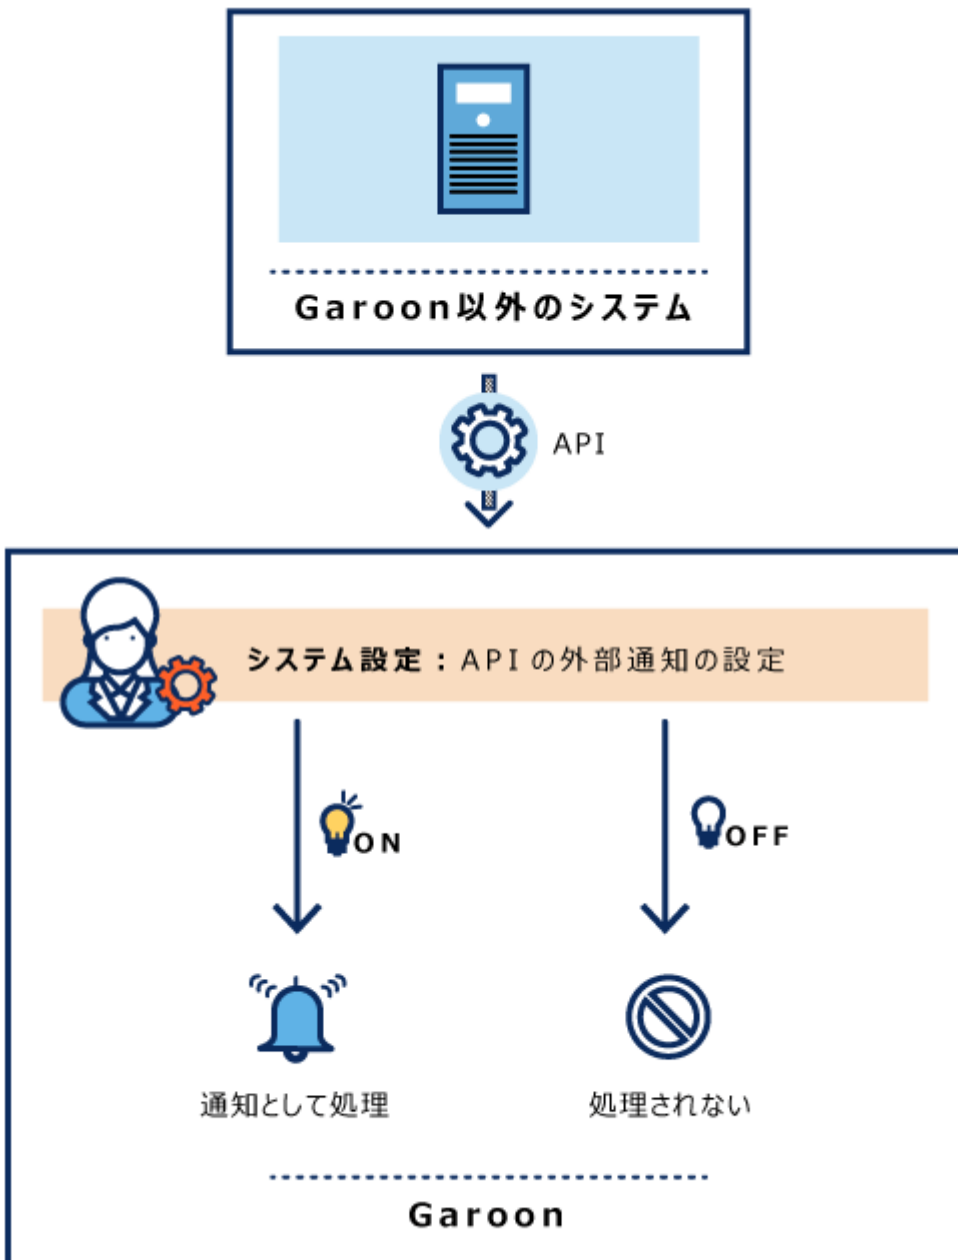 Garoon以外のシステム
API
システム設定：APIの外部通知の設定
ON
OFF
通知として処理
処理されない
Garoon